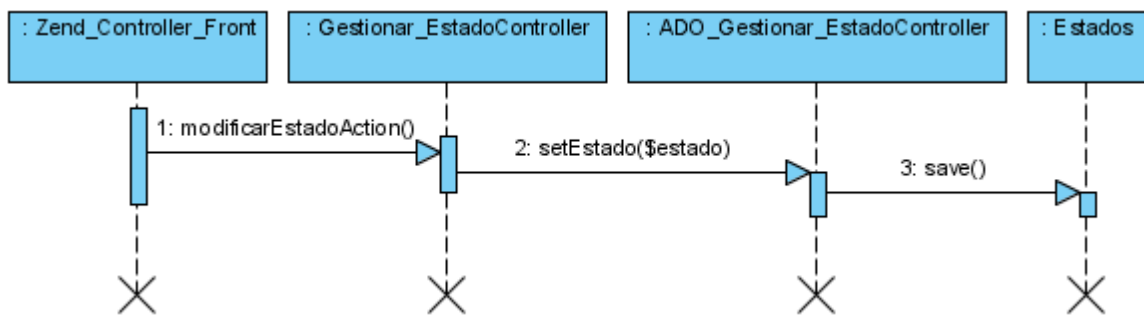 : Zend_Controller_Front
: Gestionar_EstadoController
: ADO_Gestionar_EstadoController
: Estados
1: modificarEstadoAction()
2: setEstado($estado)
3: save()